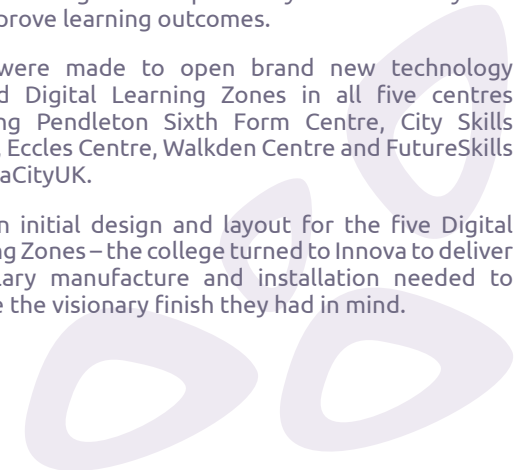 prove learning outcomes.
were made to open brand new technology
d Digital Learning Zones in all five centres
ng Pendleton Sixth Form Centre, City Skills
Eccles Centre, Walkden Centre and FutureSkills
aCityUK.
n initial design and layout for the five Digital
ng Zones – the college turned to Innova to deliver
lary manufacture and installation needed to
e the visionary finish they had in mind.